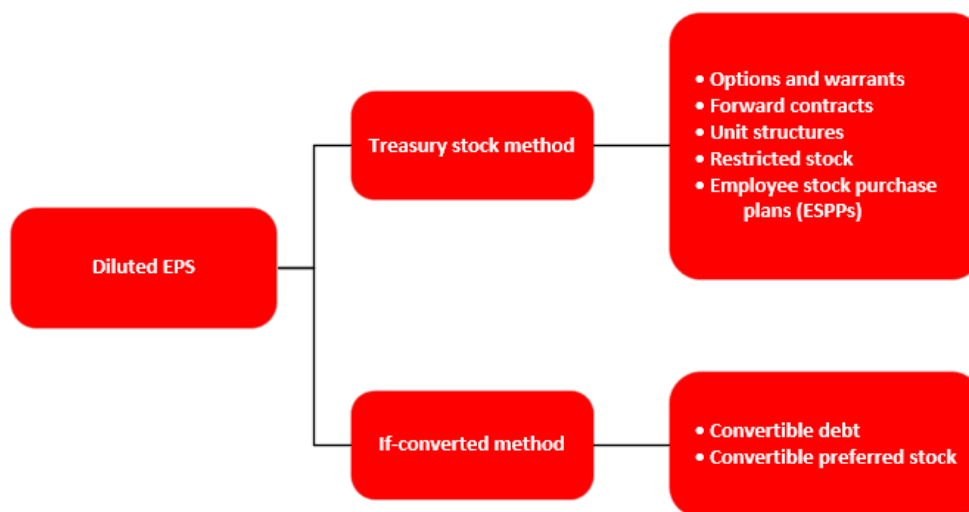 Diluted EPS
Treasury stock method
• Options and warrants
• Forward contracts
• Unit structures
• Restricted stock
• Employee stock purchase
plans (ESPPs)
If-converted method
• Convertible debt
• Convertible preferred stock